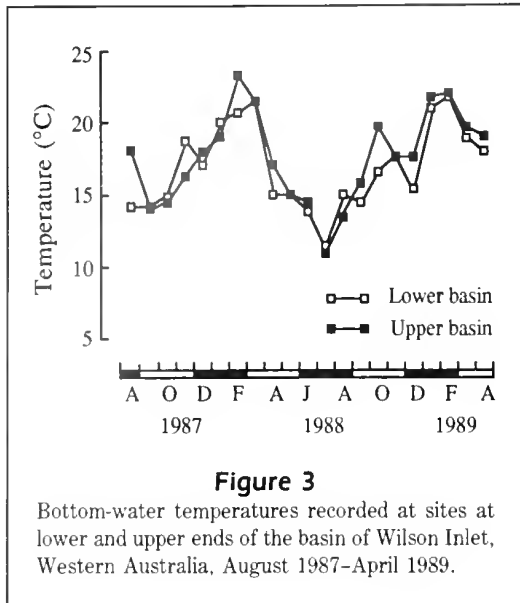 25
20
15
10
5
Temperature (°C)
Lower basin
Upper basin
A O D F A J A O D F A
1987 1988 1989
Figure 3
Bottom-water temperatures recorded at sites at
lower and upper ends of the basin of Wilson Inlet,
Western Australia, August 1987–April 1989.